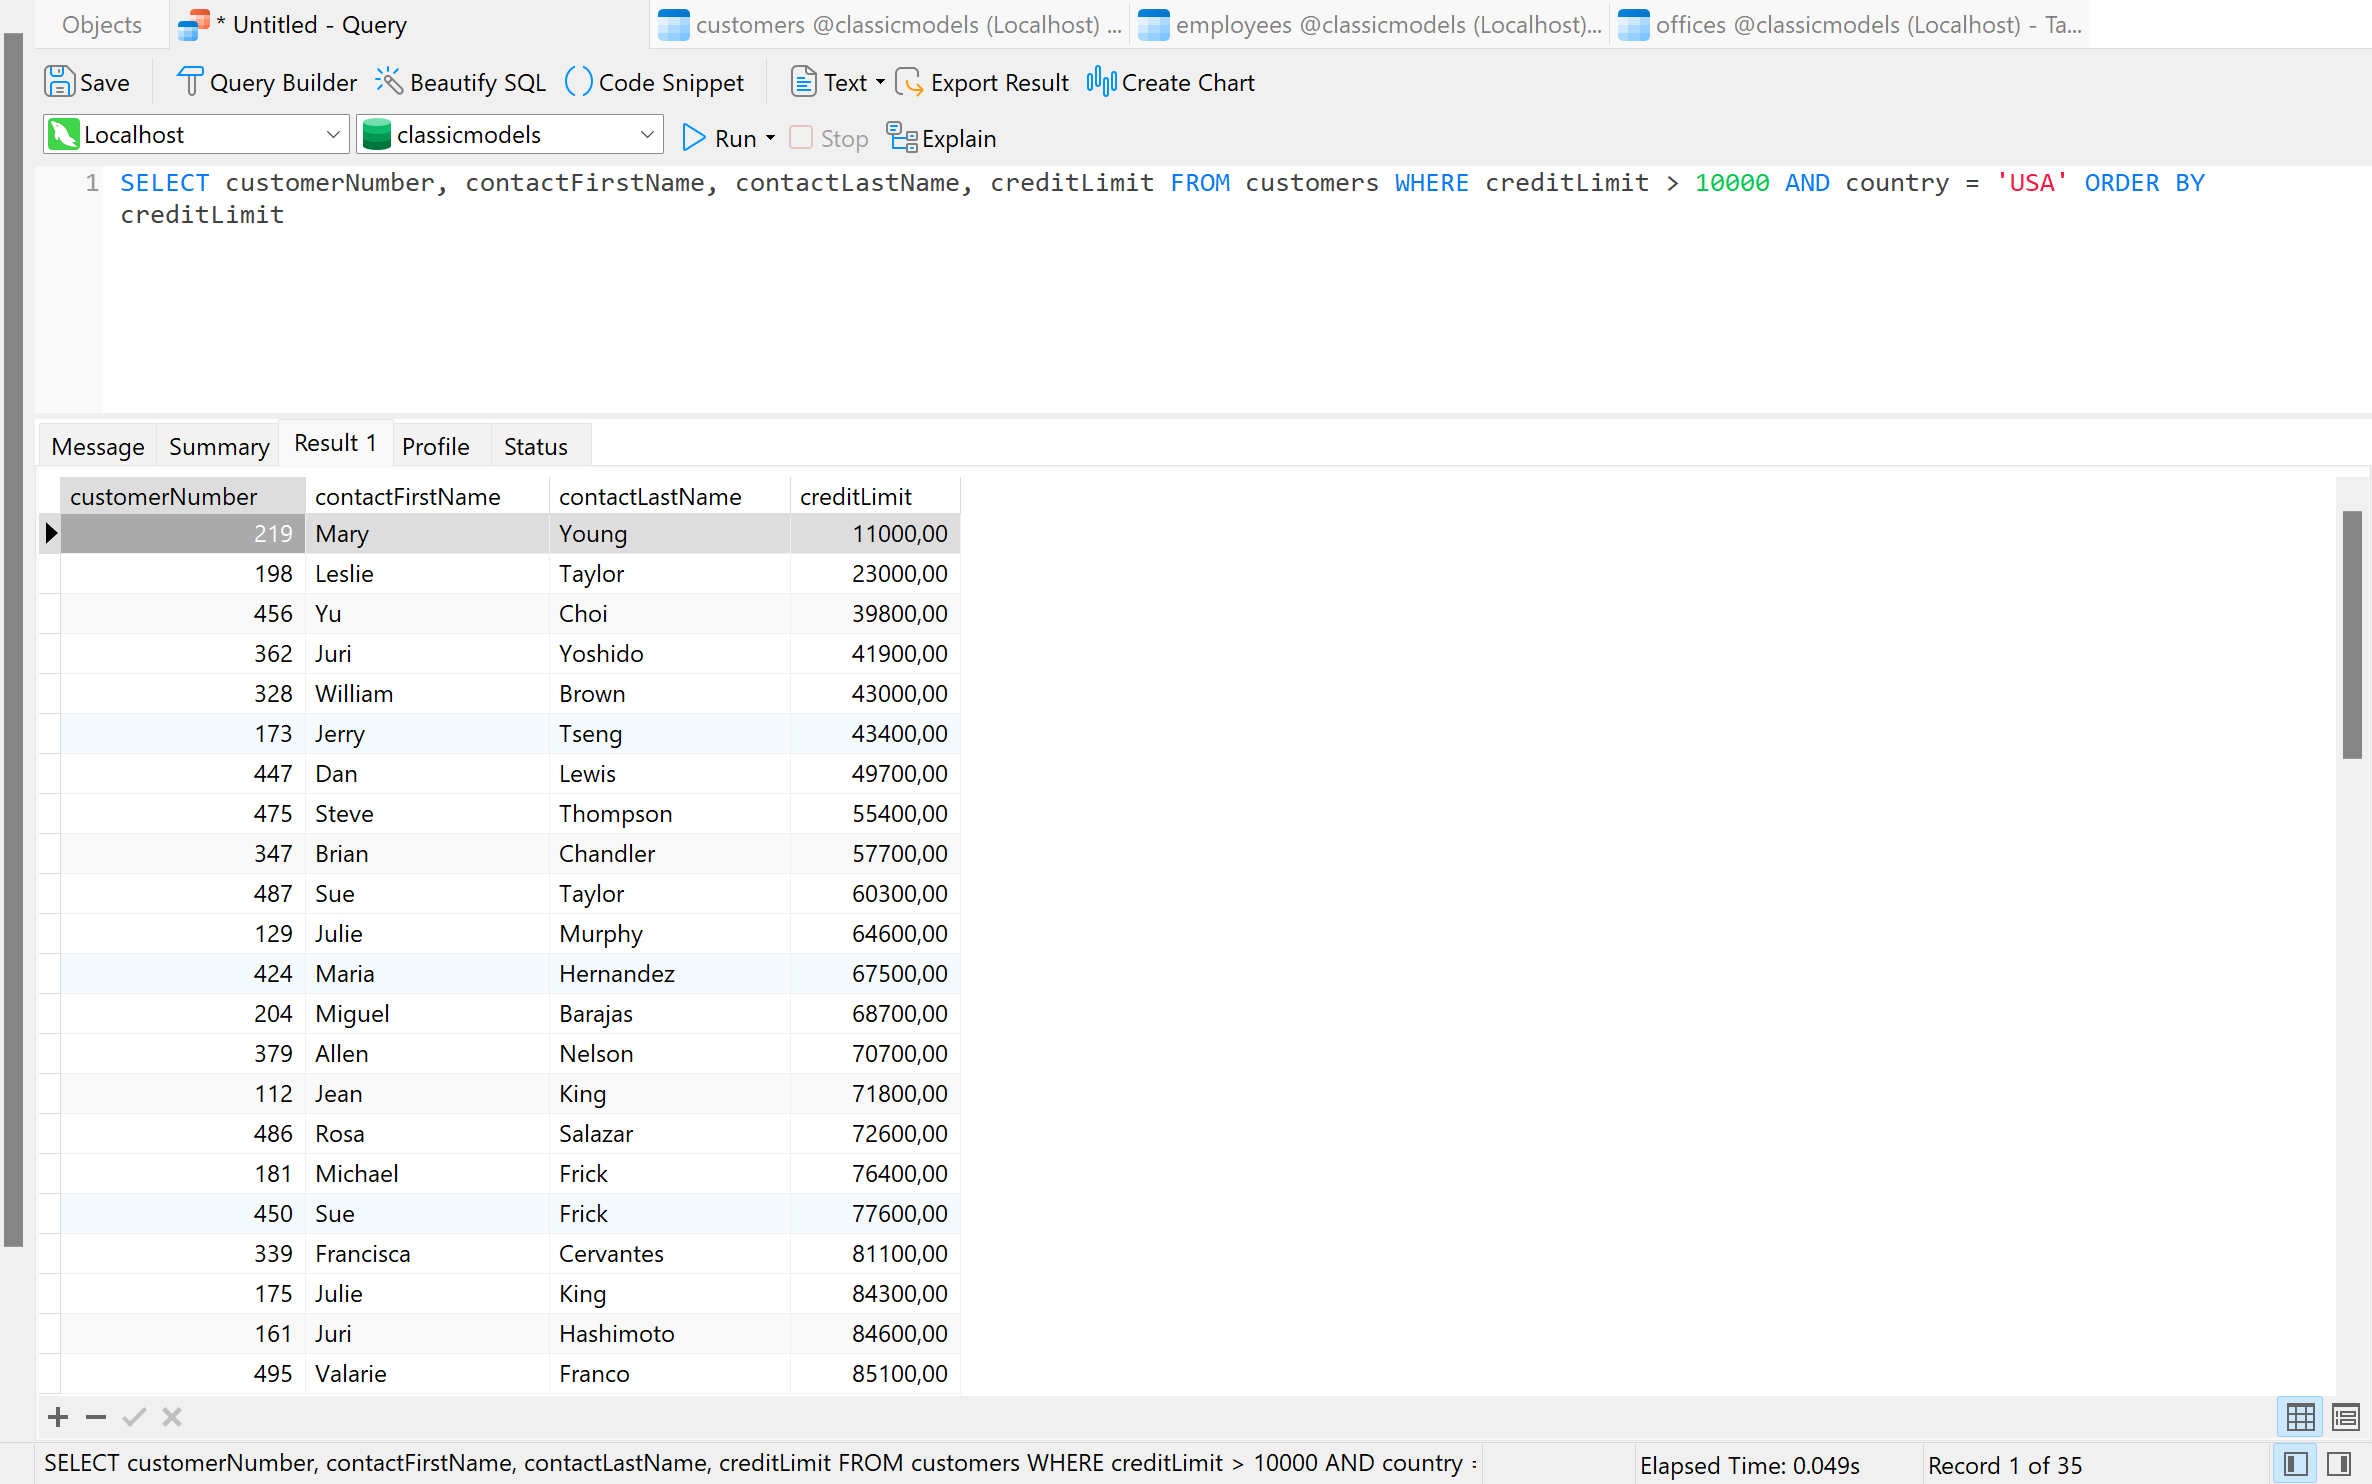 Objects * Untitled - Query customers @classicmodels (Localhost) ... employees @classicmodels (Localhost)... offices @classicmodels (Localhost) - Ta...
Save Query Builder Beautify SQL Code Snippet Text Export Result Create Chart
Localhost classicmodels Run Stop Explain
1 SELECT customerNumber, contactFirstName, contactLastName, creditLimit FROM customers WHERE creditLimit > 10000 AND country = 'USA' ORDER BY
creditLimit
Message Summary Result 1 Profile Status
customerNumber contactFirstName contactLastName creditLimit
219 Mary Young 11000,00
198 Leslie Taylor 23000,00
456 Yu Choi 39800,00
362 Juri Yoshido 41900,00
328 William Brown 43000,00
173 Jerry Tseng 43400,00
447 Dan Lewis 49700,00
475 Steve Thompson 55400,00
347 Brian Chandler 57700,00
487 Sue Taylor 60300,00
129 Julie Murphy 64600,00
424 Maria Hernandez 67500,00
204 Miguel Barajas 68700,00
379 Allen Nelson 70700,00
112 Jean King 71800,00
486 Rosa Salazar 72600,00
181 Michael Frick 76400,00
450 Sue Frick 77600,00
339 Francisca Cervantes 81100,00
175 Julie King 84300,00
161 Juri Hashimoto 84600,00
495 Valarie Franco 85100,00
SELECT customerNumber, contactFirstName, contactLastName, creditLimit FROM customers WHERE creditLimit > 10000 AND country = Elapsed Time: 0.049s Record 1 of 35